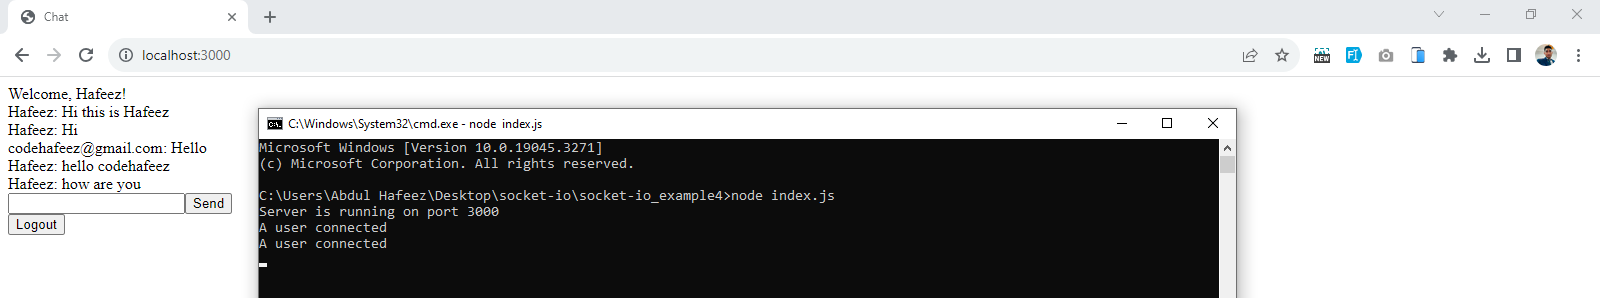 Chat
localhost:3000
NEW
Welcome, Hafeez!
Hafeez: Hi this is Hafeez
Hafeez: Hi
codehafeez@gmail.com: Hello
Hafeez: hello codehafeez
Hafeez: how are you
Send
Logout
C:\Windows\System32\cmd.exe - node  index.js
Microsoft Windows [Version 10.0.19045.3271]
(c) Microsoft Corporation. All rights reserved.
C:\Users\Abdul Hafeez\Desktop\socket-io\socket-io_example4>node index.js
Server is running on port 3000
A user connected
A user connected